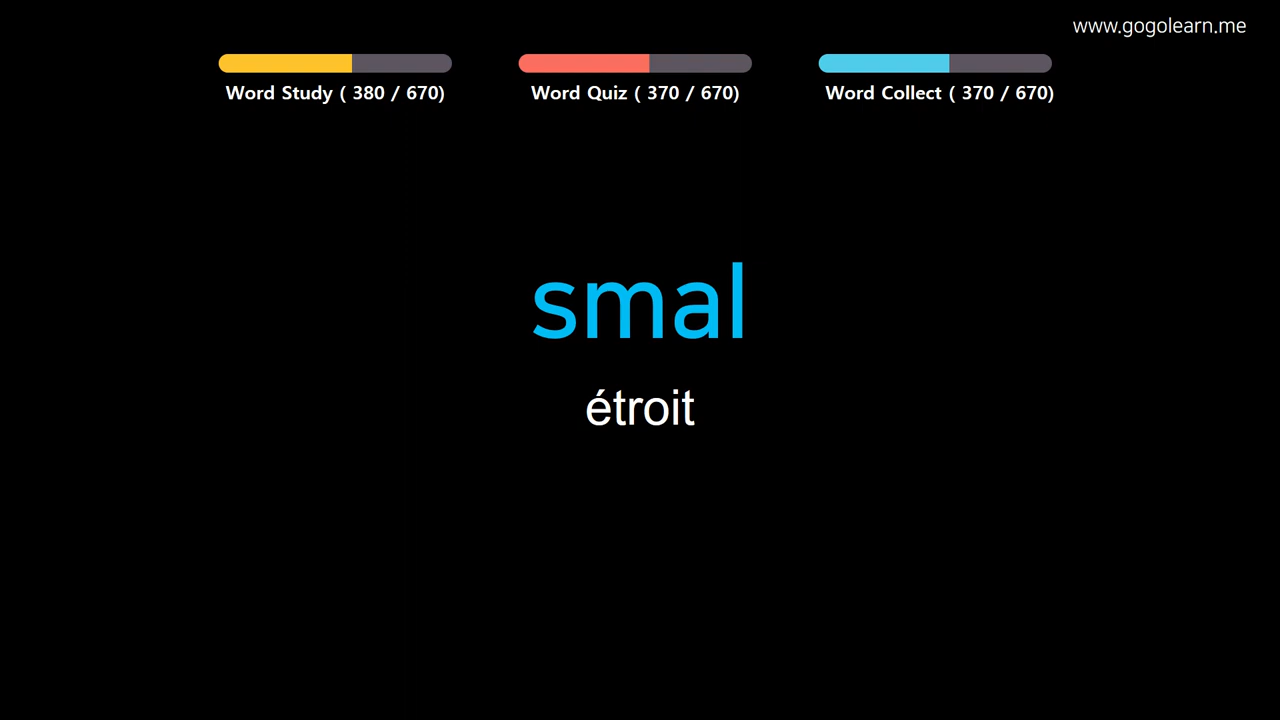 www.gogolearn.me
Word Study ( 380 / 670)
Word Quiz ( 370 / 670)
Word Collect ( 370 / 670)
smal
étroit